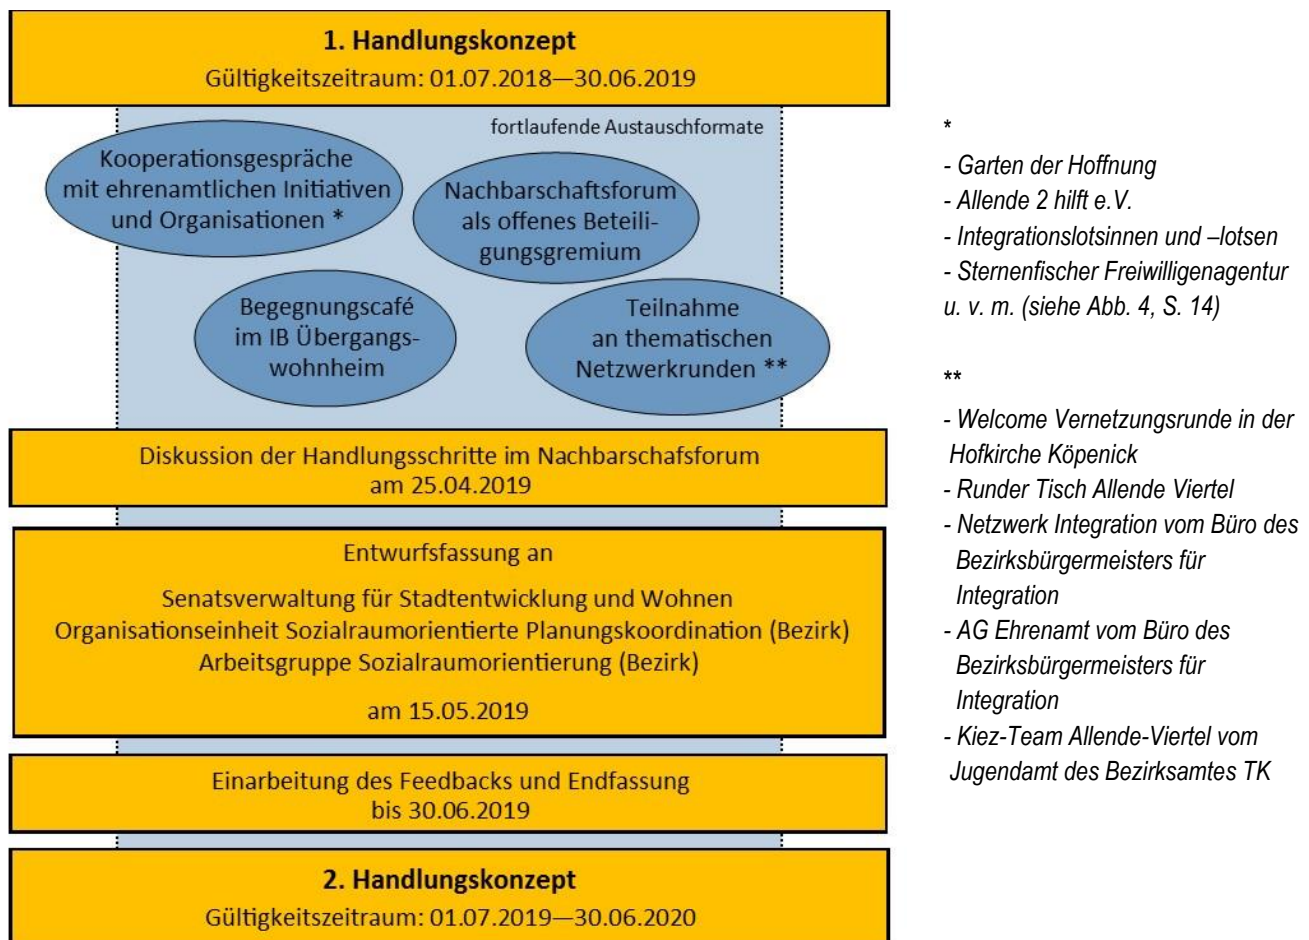 1. Handlungskonzept
Gültigkeitszeitraum: 01.07.2018—30.06.2019
fortlaufende Austauschformate
Kooperationsgespräche
mit ehrenamtlichen Initiativen
und Organisationen *
Nachbarschaftsforum
als offenes Beteili-
gungsgremium
Begegnungscafé
im IB Übergangs-
wohnheim
Teilnahme
an thematischen
Netzwerkrunden **
Diskussion der Handlungsschritte im Nachbarschafsforum
am 25.04.2019
Entwurfsfassung an
Senatsverwaltung für Stadtentwicklung und Wohnen
Organisationseinheit Sozialraumorientierte Planungskoordination (Bezirk)
Arbeitsgruppe Sozialraumorientierung (Bezirk)
am 15.05.2019
Einarbeitung des Feedbacks und Endfassung
bis 30.06.2019
2. Handlungskonzept
Gültigkeitszeitraum: 01.07.2019—30.06.2020
*
- Garten der Hoffnung
- Allende 2 hilft e.V.
- Integrationslotsinnen und –lotsen
- Sternenfischer Freiwilligenagentur
u. v. m. (siehe Abb. 4, S. 14)
**
- Welcome Vernetzungsrunde in der
Hofkirche Köpenick
- Runder Tisch Allende Viertel
- Netzwerk Integration vom Büro des
Bezirksbürgermeisters für
Integration
- AG Ehrenamt vom Büro des
Bezirksbürgermeisters für
Integration
- Kiez-Team Allende-Viertel vom
Jugendamt des Bezirksamtes TK